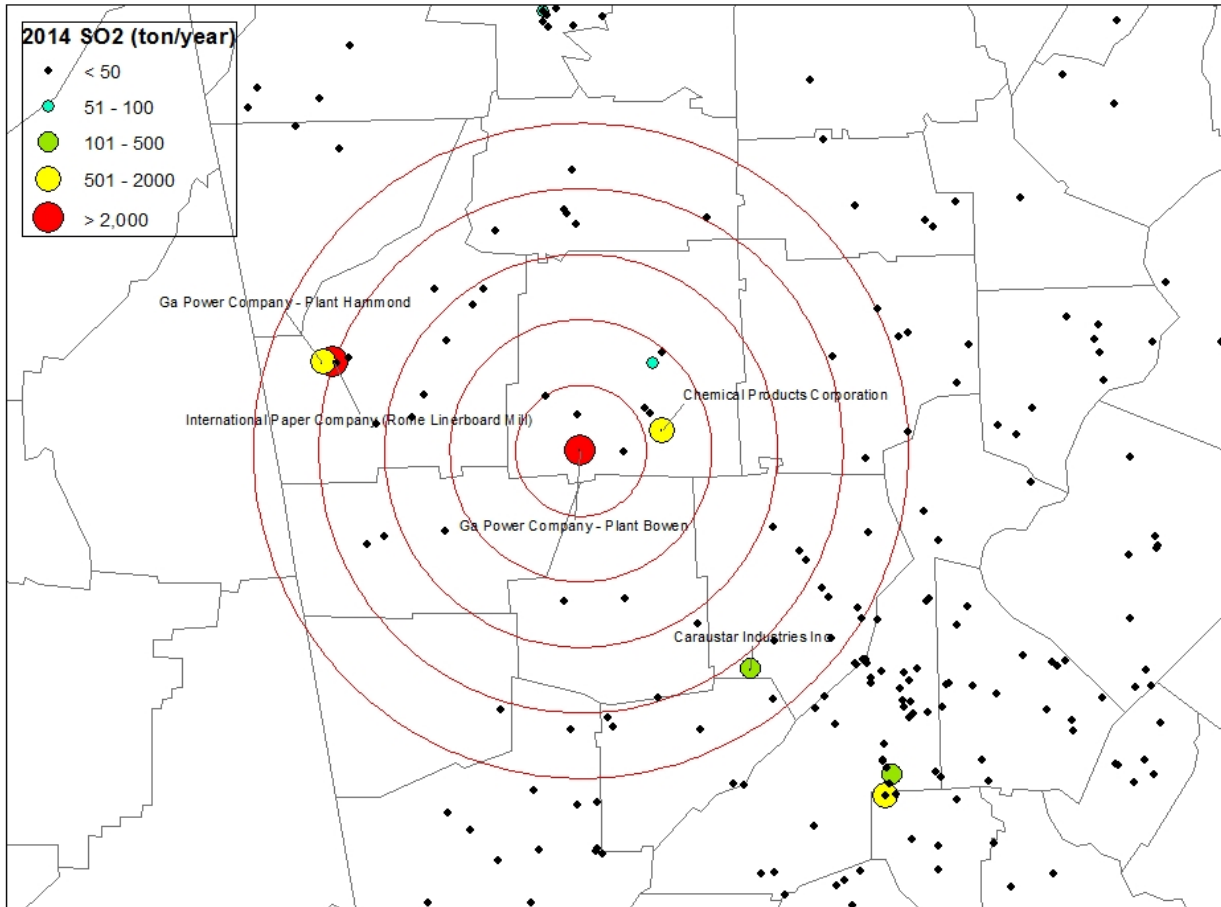 2014 SO2 (ton/year)
< 50
51 - 100
101 - 500
501 - 2000
> 2,000
Ga Power Company - Plant Hammond
Chemical Products Corporation
International Paper Company (Rome Linerboard Mill)
Ga Power Company - Plant Bowen
Caraustar Industries Inc